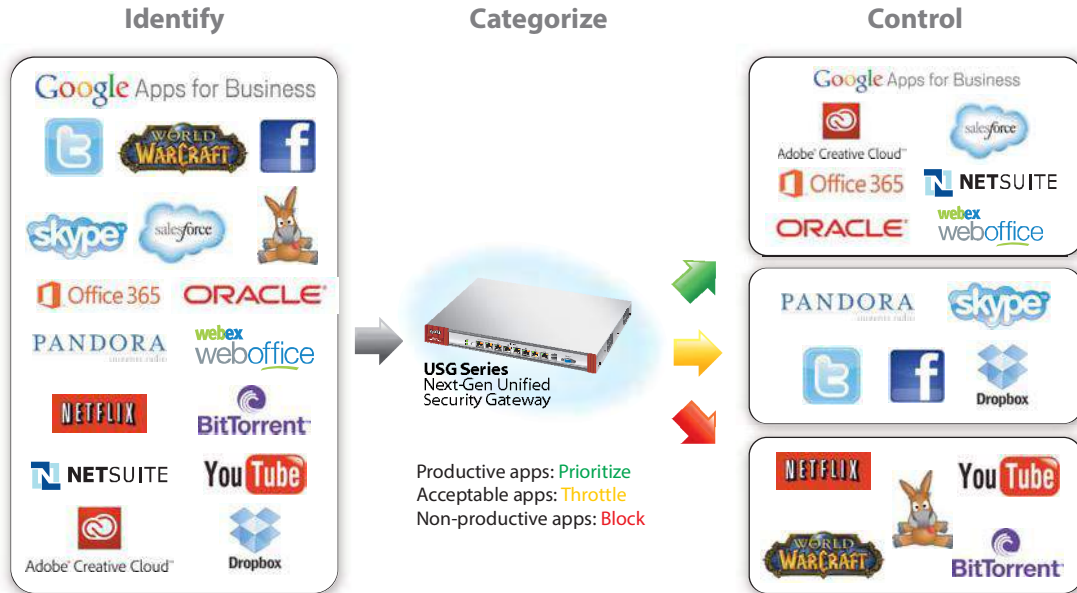 Identify
Categorize
Control
Google Apps for Business
WORLD
WARCRAFT
skype
salesforce
Office 365
ORACLE
PANDORA
webex
weboffice
NETFLIX
BitTorrent
NETSUITE
YouTube
Adobe Creative Cloud
Dropbox
USG Series
Next-Gen Unified
Security Gateway
Productive apps: Prioritize
Acceptable apps: Throttle
Non-productive apps: Block
Google Apps for Business
Adobe Creative Cloud
salesforce
Office 365
NETSUITE
ORACLE
webex
weboffice
PANDORA
skype
Dropbox
NETFLIX
YouTube
WORLD
WARCRAFT
BitTorrent